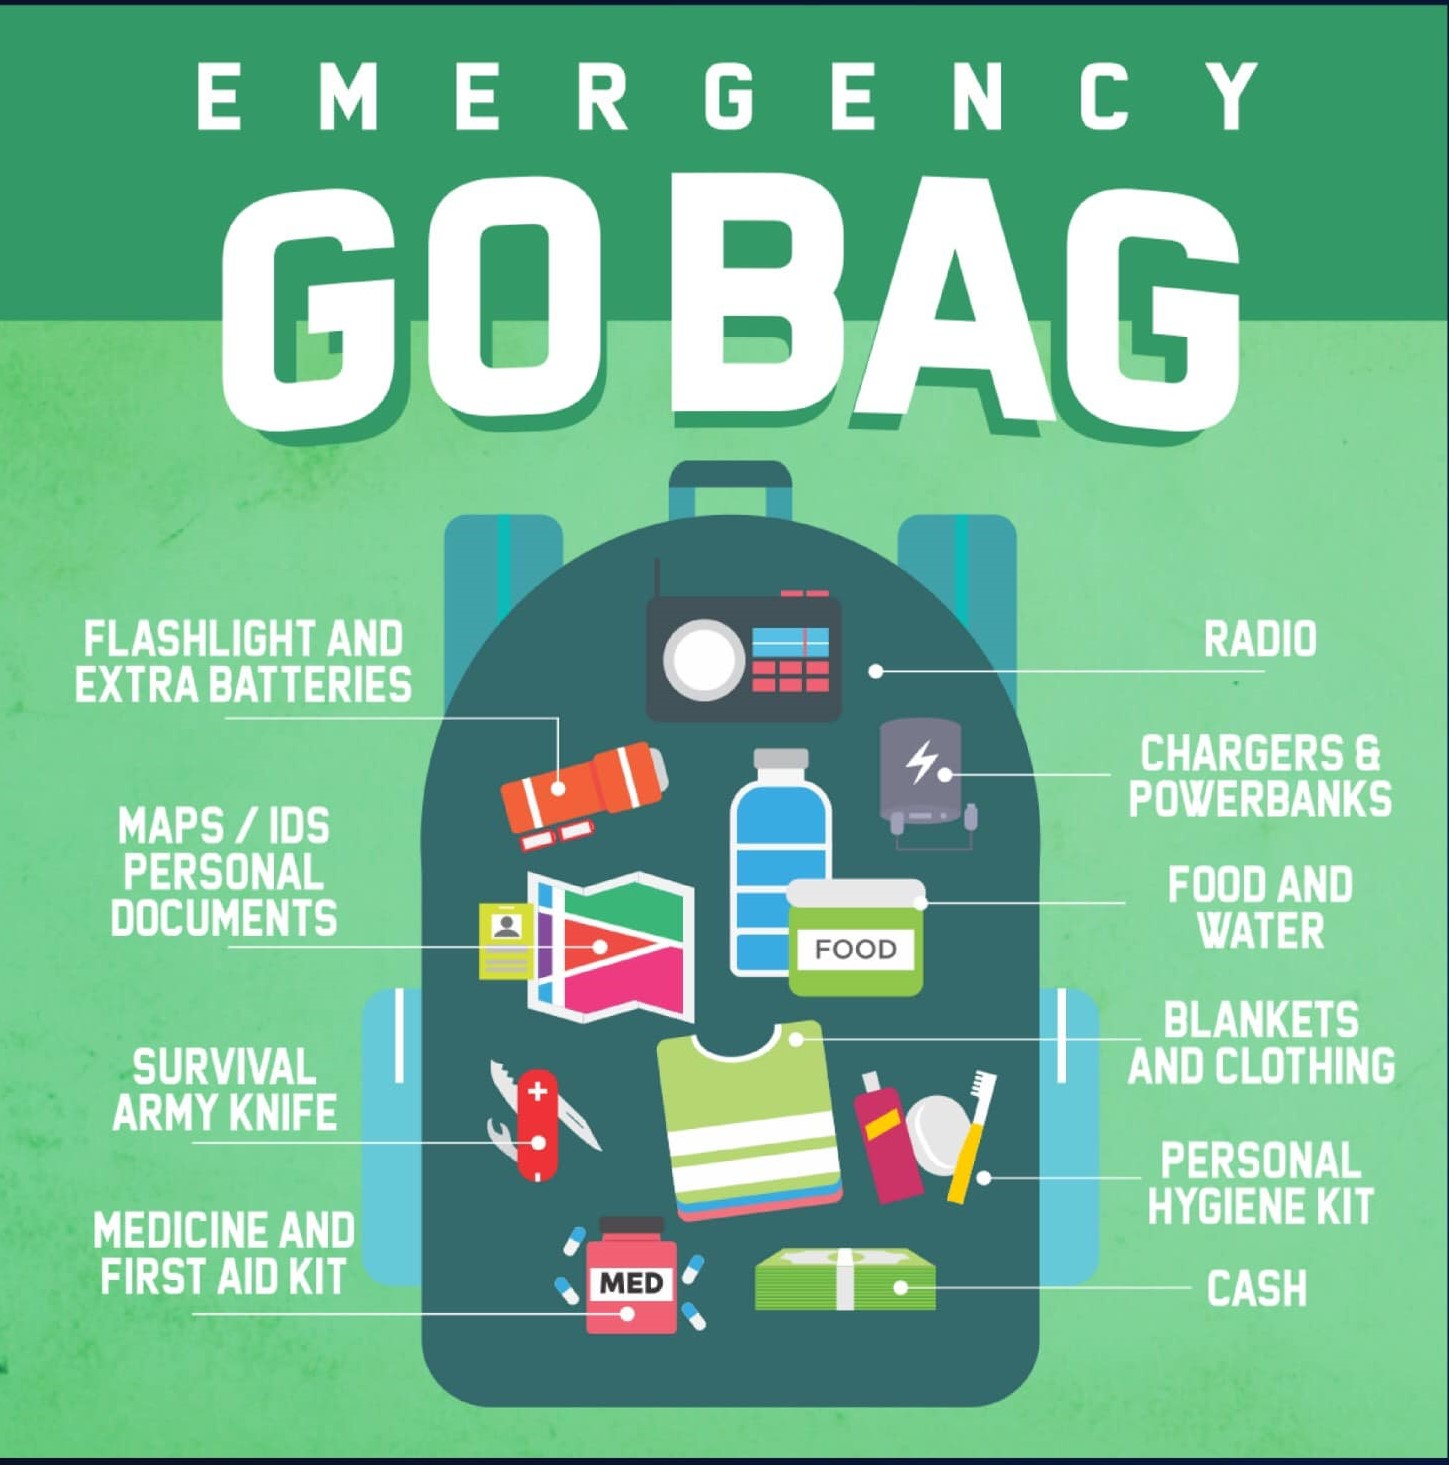 EMERGENCY
GO BAG
FLASHLIGHT AND
EXTRA BATTERIES
MAPS / IDS
PERSONAL
DOCUMENTS
SURVIVAL
ARMY KNIFE
MEDICINE AND
FIRST AID KIT
RADIO
CHARGERS &
POWERBANKS
FOOD AND
WATER
BLANKETS
AND CLOTHING
PERSONAL
HYGIENE KIT
CASH
FOOD
MED